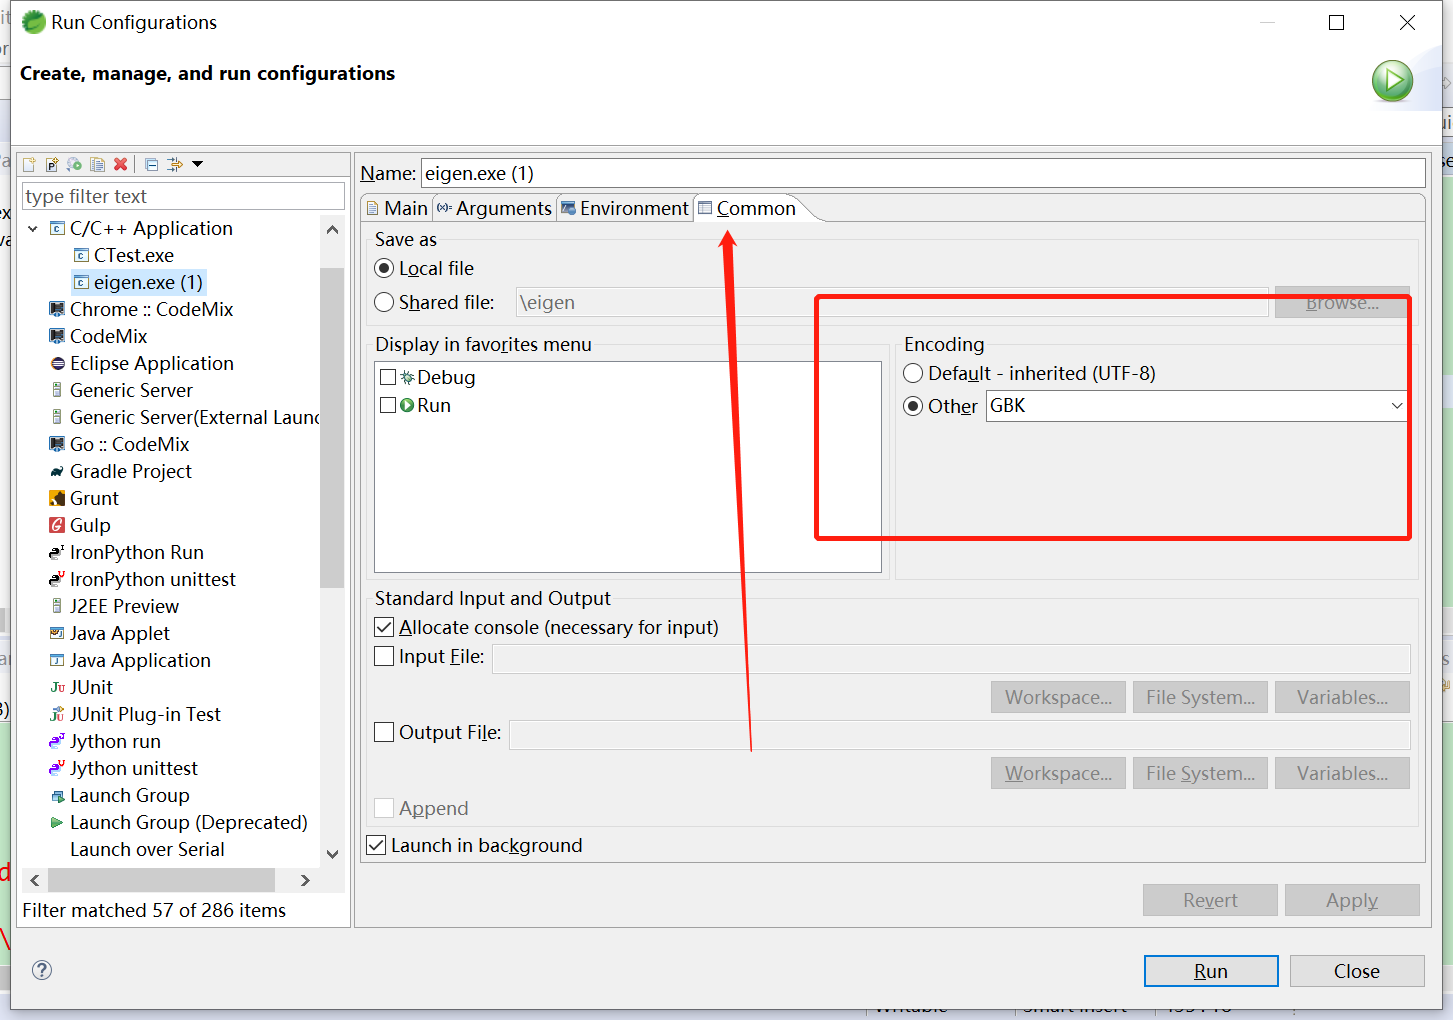 Run Configurations
Create, manage, and run configurations
type filter text
C/C++ Application
CTest.exe
eigen.exe (1)
Chrome :: CodeMix
CodeMix
Eclipse Application
Generic Server
Generic Server(External Launc
Go :: CodeMix
Gradle Project
Grunt
Gulp
IronPython Run
IronPython unittest
J2EE Preview
Java Applet
Java Application
JUnit
JUnit Plug-in Test
Jython run
Jython unittest
Launch Group
Launch Group (Deprecated)
Launch over Serial
Filter matched 57 of 286 items
Name: eigen.exe (1)
Main Arguments Environment Common
Save as
Local file
Shared file: \eigen Browse...
Display in favorites menu
Debug
Run
Encoding
Default - inherited (UTF-8)
Other GBK
Standard Input and Output
Allocate console (necessary for input)
Input File:
Workspace... File System... Variables...
Output File:
Workspace... File System... Variables...
Append
Launch in background
Revert Apply
Run Close